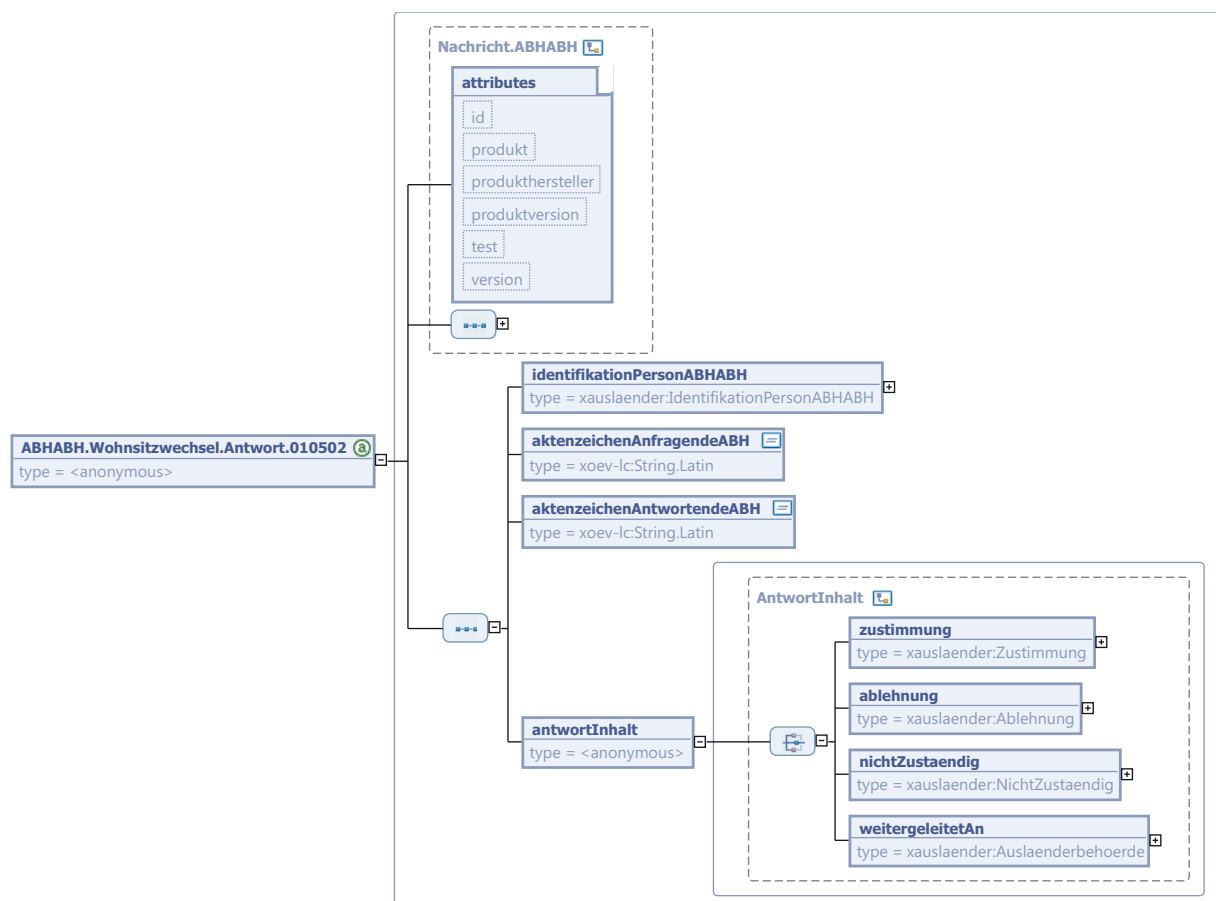 Nachricht.ABHABH
attributes
id
produkt
produkthersteller
produktversion
test
version
identifikationPersonABHABH
type = xauslaender:IdentifikationPersonABHABH
ABHABH.Wohnsitzwechsel.Antwort.010502 a
type = <anonymous>
aktenzeichenAnfragendeABH
type = xoev-lc:String.Latin
aktenzeichenAntwortendeABH
type = xoev-lc:String.Latin
antwortInhalt
type = <anonymous>
AntwortInhalt
zustimmung
type = xauslaender:Zustimmung
ablehnung
type = xauslaender:Ablehnung
nichtZustaendig
type = xauslaender:NichtZustaendig
weitergeleitetAn
type = xauslaender:Auslaenderbehoerde